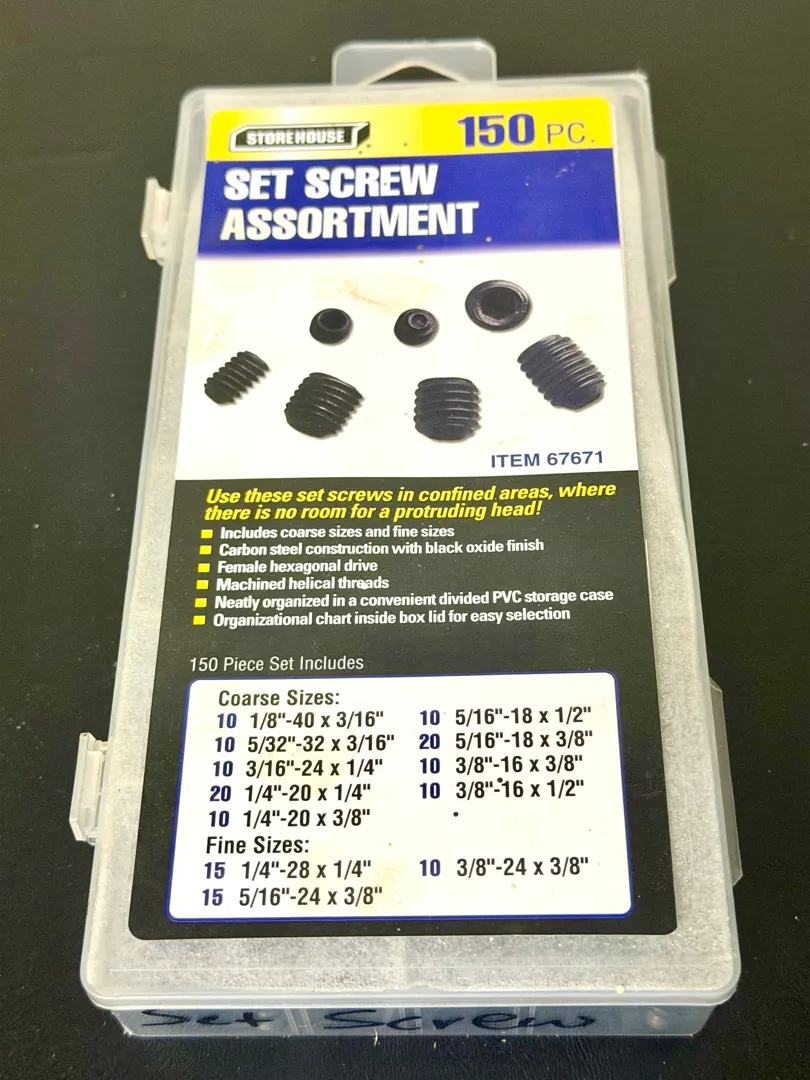 STOREHOUSE
150 PC.
SET SCREW
ASSORTMENT
ITEM 67671
Use these set screws in confined areas, where
there is no room for a protruding head!
Includes coarse sizes and fine sizes
Carbon steel construction with black oxide finish
Female hexagonal drive
Machined helical threads
Neatly organized in a convenient divided PVC storage case
Organizational chart inside box lid for easy selection
150 Piece Set Includes
Coarse Sizes:
10 1/8"-40 x 3/16"
10 5/32"-32 x 3/16"
10 3/16"-24 x 1/4"
20 1/4"-20 x 1/4"
10 1/4"-20 x 3/8"
10 5/16"-18 x 1/2"
20 5/16"-18 x 3/8"
10 3/8"-16 x 3/8"
10 3/8"-16 x 1/2"
Fine Sizes:
15 1/4"-28 x 1/4"
15 5/16"-24 x 3/8"
10 3/8"-24 x 3/8"
Set Screw